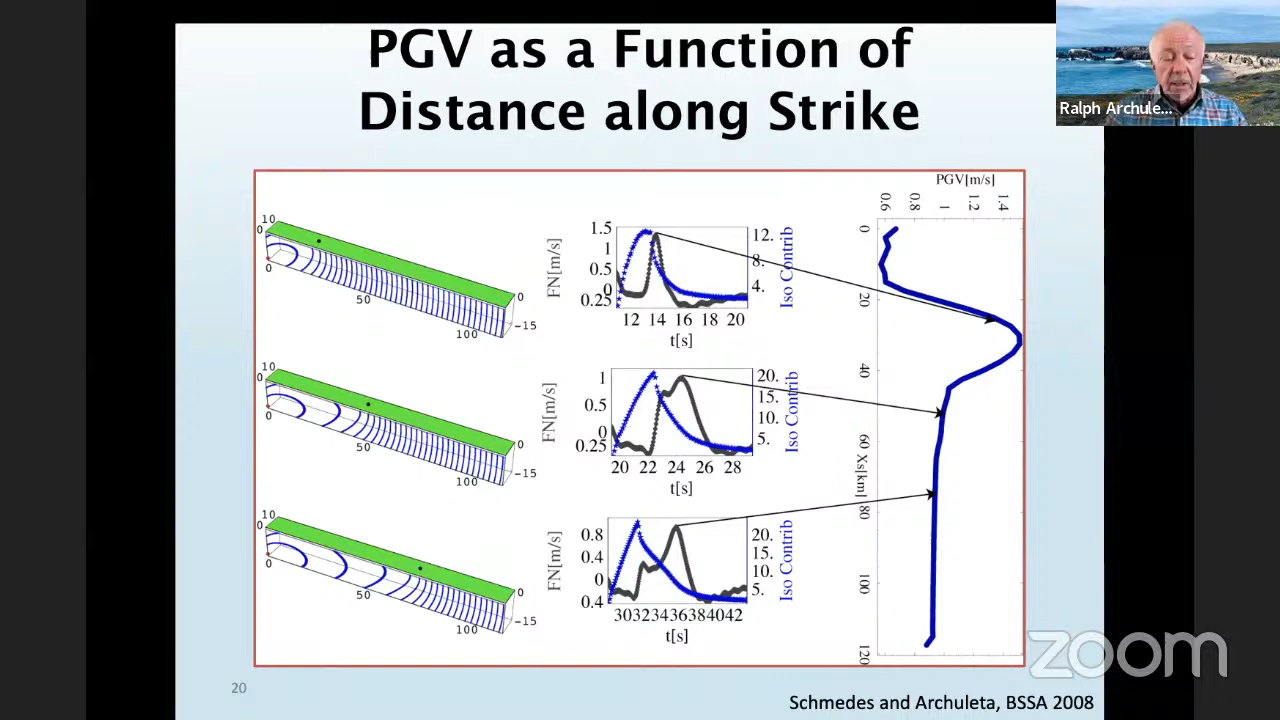 PGV as a Function of
Distance along Strike
Ralph Archule...
10
0
0
50
100
0
-15
FN[m/s]
1.5
1
0.5
0
0.25
12 14 16 18 20
t[s]
12.
8.
4.
Iso Contrib
10
0
0
50
100
0
-15
FN[m/s]
1
0.5
0
0.25
20 22 24 26 28
t[s]
20.
15.
10.
5.
Iso Contrib
10
0
0
50
100
0
-15
FN[m/s]
0.8
0.4
0
0.4
30 32 34 36 38 40 42
t[s]
20.
15.
10.
5.
Iso Contrib
PGV[m/s]
0.6 0.8 1 1.2 1.4
0
20
40
60
Xs[km]
80
100
120
zoom
20
Schmedes and Archuleta, BSSA 2008